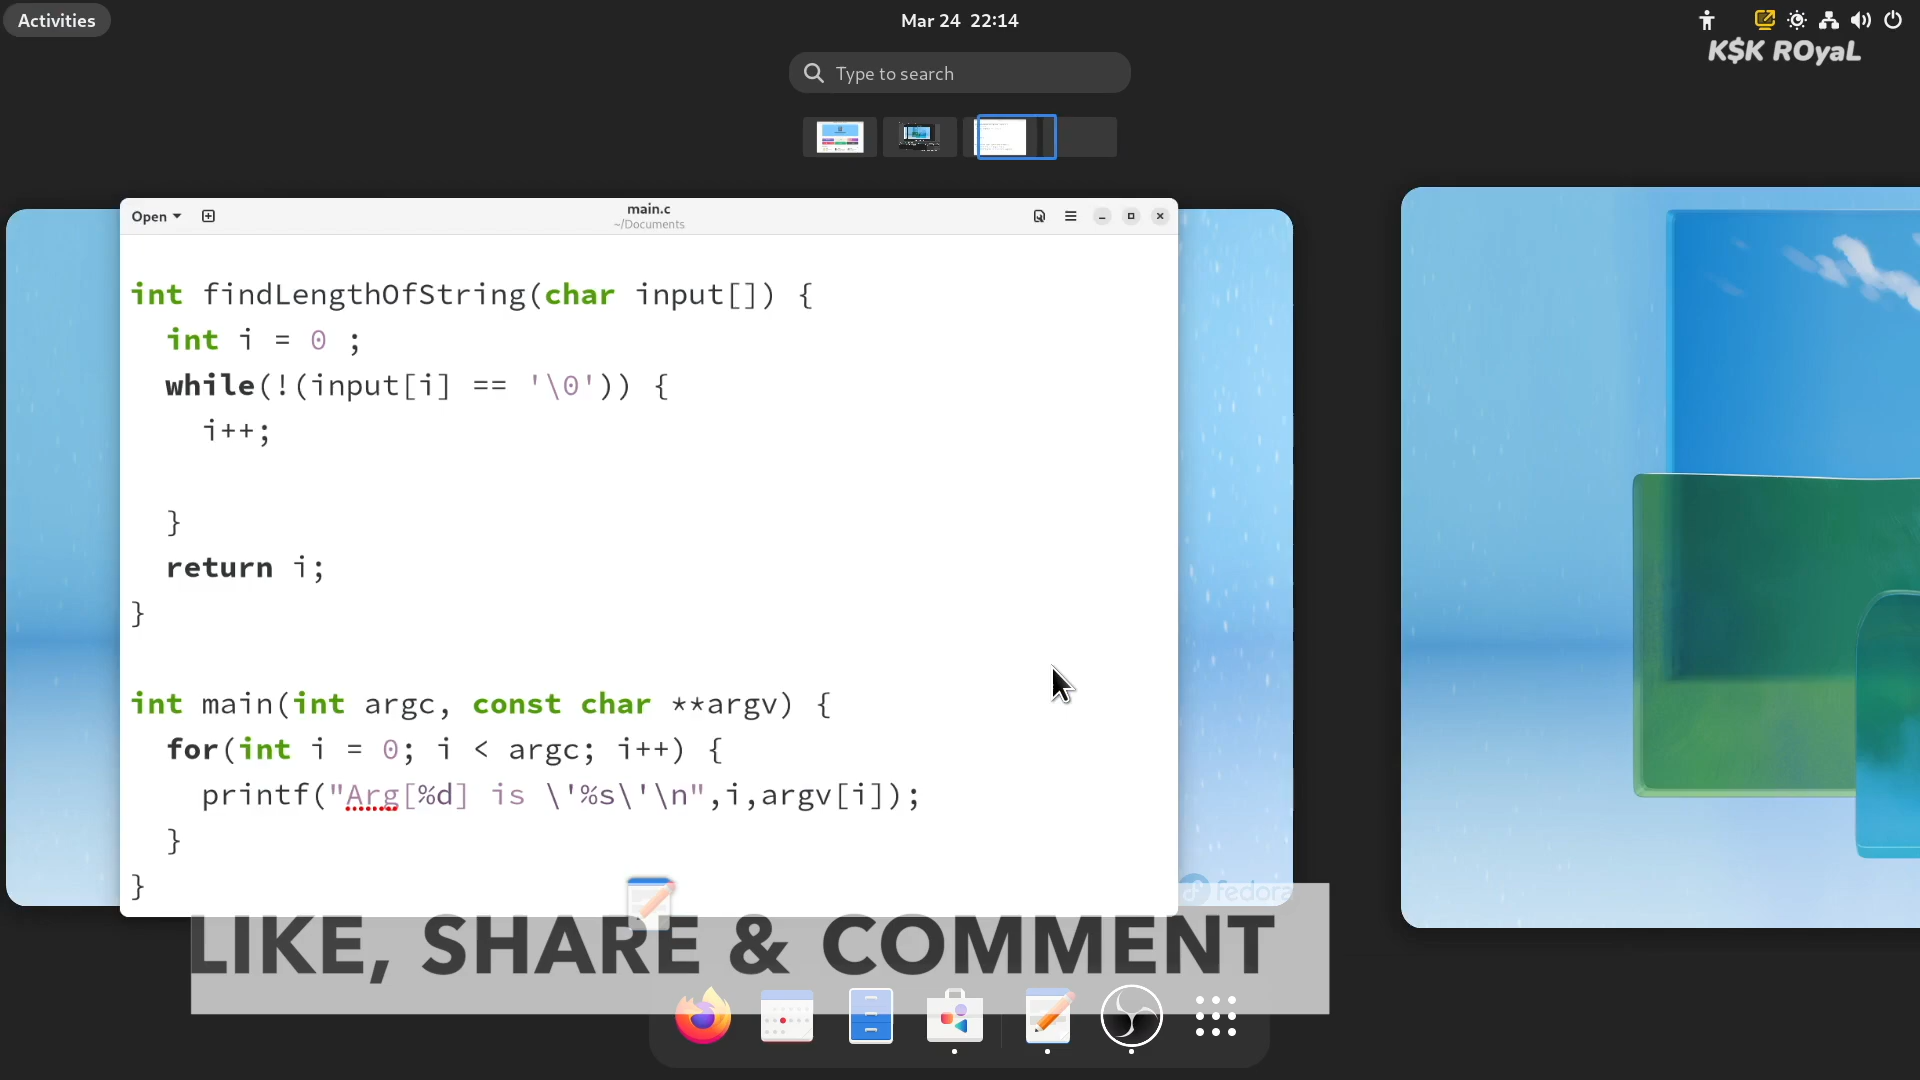 Activities
Mar 24 22:14
K$K ROyaL
Type to search
Open
main.c
~/Documents
int findLengthOfString(char input[]) {
  int i = 0 ;
  while(!(input[i] == '\0')) {
    i++;
  }
  return i;
}
int main(int argc, const char **argv) {
  for(int i = 0; i < argc; i++) {
    printf("Arg[%d] is \'%s\'\n",i,argv[i]);
  }
}
fedora
LIKE, SHARE & COMMENT